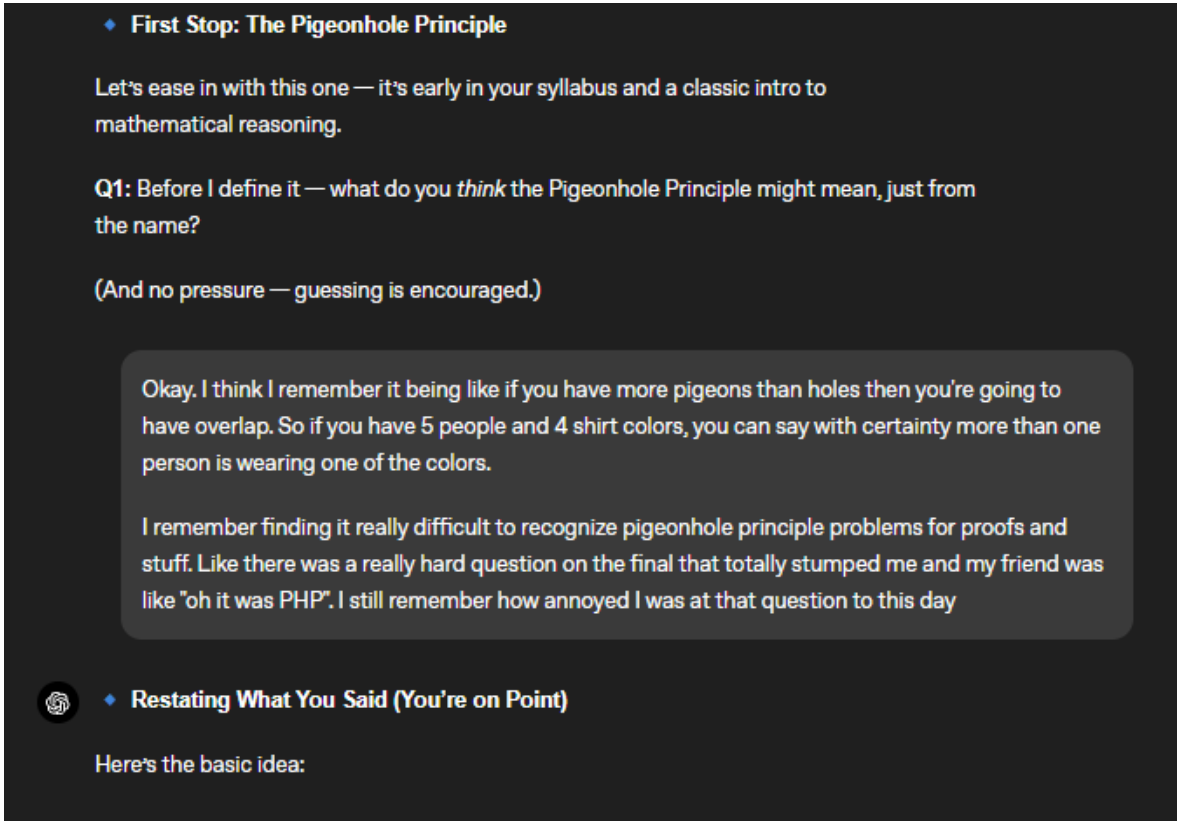 First Stop: The Pigeonhole Principle
Let's ease in with this one — it's early in your syllabus and a classic intro to
mathematical reasoning.
Q1: Before I define it — what do you think the Pigeonhole Principle might mean, just from
the name?
(And no pressure — guessing is encouraged.)
Okay. I think I remember it being like if you have more pigeons than holes then you're going to
have overlap. So if you have 5 people and 4 shirt colors, you can say with certainty more than one
person is wearing one of the colors.
I remember finding it really difficult to recognize pigeonhole principle problems for proofs and
stuff. Like there was a really hard question on the final that totally stumped me and my friend was
like "oh it was PHP". I still remember how annoyed I was at that question to this day
Restating What You Said (You're on Point)
Here's the basic idea: